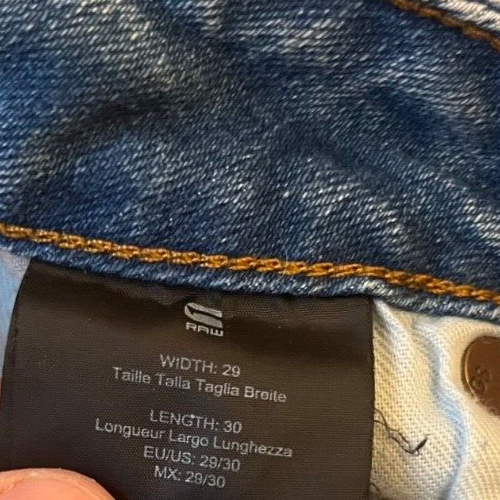 RAW
WIDTH: 29
Taille Talla Taglia Breite
LENGTH: 30
Longueur Largo Lunghezza
EU/US: 29/30
MX: 29/30